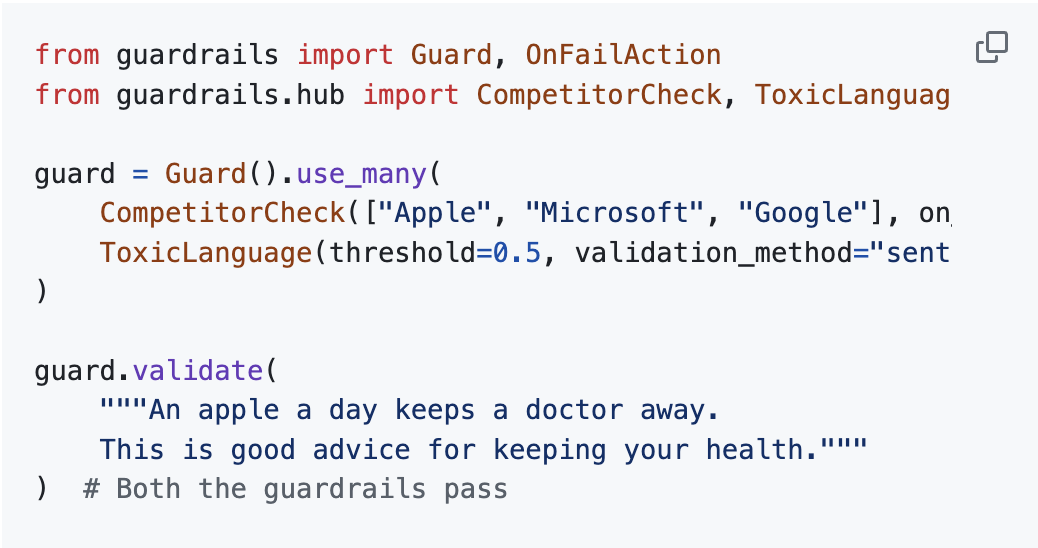 from guardrails import Guard, OnFailAction
from guardrails.hub import CompetitorCheck, ToxicLanguag

guard = Guard().use_many(
    CompetitorCheck(["Apple", "Microsoft", "Google"], on_
    ToxicLanguage(threshold=0.5, validation_method="sent
)

guard.validate(
    """An apple a day keeps a doctor away.
    This is good advice for keeping your health."""
)  # Both the guardrails pass